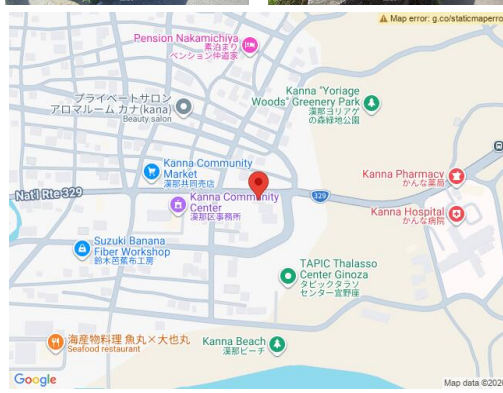 Map error: g.co/staticmaperro
Pension Nakamichiya
素泊まり
ペンション仲道家
プライベートサロン
アロマルーム カナ(kana)
Beauty salon
Kanna "Yoriage
Woods" Greenery Park
漢那ヨリアゲ
の森緑地公園
Kanna Community
Market
漢那共同売店
Kanna Pharmacy
かんな薬局
Nat'l Rte 329
329
Kanna Community
Center
漢那区事務所
Kanna Hospital
かんな病院
Suzuki Banana
Fiber Workshop
鈴木芭蕉布工房
TAPIC Thalasso
Center Ginoza
タピックタラソ
センター宜野座
海産物料理 魚丸×大也丸
Seafood restaurant
Kanna Beach
漢那ビーチ
Google
Map data ©2026